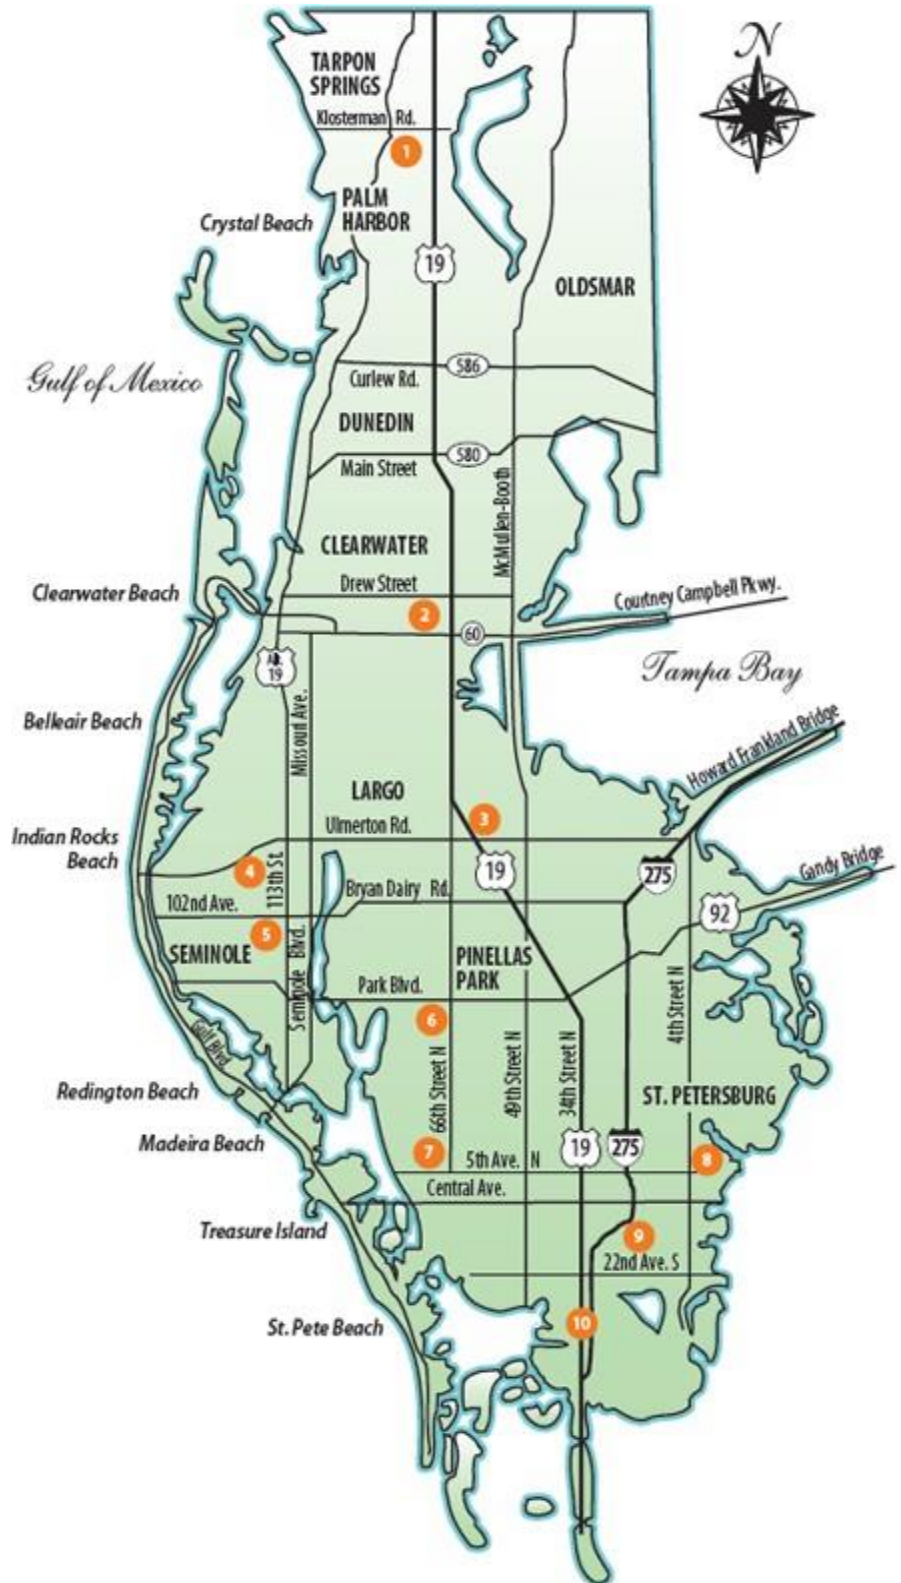 N
TARPON
SPRINGS
Klosterman Rd.
1
PALM
HARBOR
Crystal Beach
19
OLDSMAR
Gulf of Mexico
586
Curlew Rd.
DUNEDIN
580
Main Street
McMullen-Booth
CLEARWATER
Drew Street
Clearwater Beach
Courtney Campbell Pkwy.
2
60
Tampa Bay
Alt.
19
Missouri Ave.
Belleair Beach
Howard Frankland Bridge
LARGO
3
Ulmerton Rd.
Indian Rocks
Beach
4
113th St.
19
275
Gandy Bridge
Bryan Dairy Rd.
102nd Ave.
92
5
SEMINOLE
Seminole Blvd.
PINELLAS
PARK
Park Blvd.
4th Street N
6
Gulf Blvd.
66th Street N
49th Street N
34th Street N
Redington Beach
ST. PETERSBURG
Madeira Beach
7
19
275
8
5th Ave. N
Central Ave.
Treasure Island
9
22nd Ave. S
St. Pete Beach
10